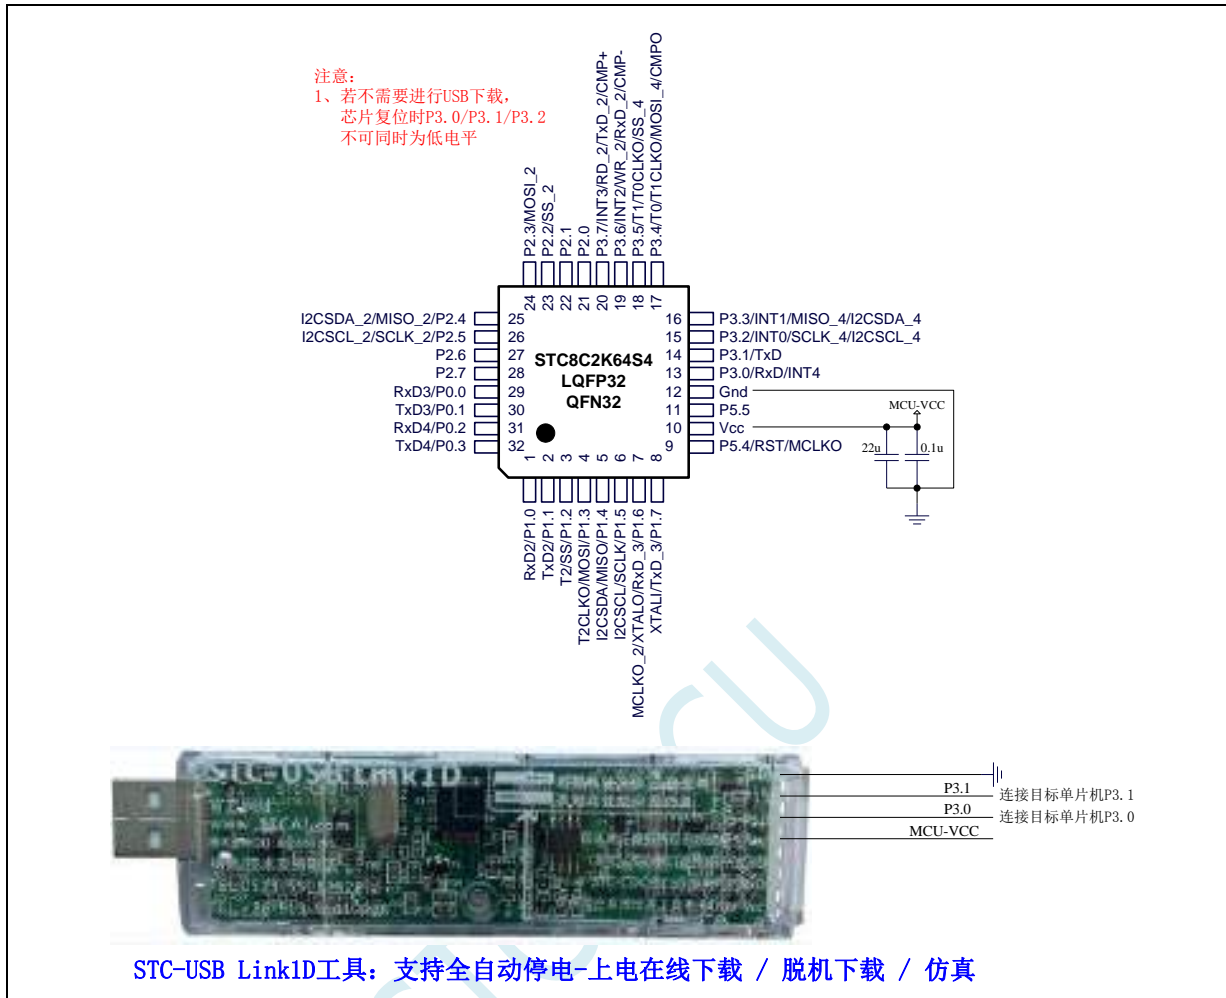 注意:
1、若不需要进行USB下载,
芯片复位时P3.0/P3.1/P3.2
不可同时为低电平
P2.3/MOSI_2
P2.2/SS_2
P2.1
P2.0
P3.7/INT3/RD_2/TxD_2/CMP+
P3.6/INT2/WR_2/RxD_2/CMP-
P3.5/T1/T0CLKO/SS_4
P3.4/T0/T1CLKO/MOSI_4/CMPO
24 23 22 21 20 19 18 17
I2CSDA_2/MISO_2/P2.4 25
I2CSCL_2/SCLK_2/P2.5 26
P2.6 27
P2.7 28
RxD3/P0.0 29
TxD3/P0.1 30
RxD4/P0.2 31
TxD4/P0.3 32
STC8C2K64S4
LQFP32
QFN32
16 P3.3/INT1/MISO_4/I2CSDA_4
15 P3.2/INT0/SCLK_4/I2CSCL_4
14 P3.1/TxD
13 P3.0/RxD/INT4
12 Gnd
11 P5.5
10 Vcc
9 P5.4/RST/MCLKO
MCU-VCC
22u
0.1u
1 2 3 4 5 6 7 8
RxD2/P1.0
TxD2/P1.1
T2/SS/P1.2
T2CLKO/MOSI/P1.3
I2CSDA/MISO/P1.4
I2CSCL/SCLK/P1.5
MCLKO_2/XTALO/RxD_3/P1.6
XTALI/TxD_3/P1.7
STC-USB Link1D
P3.1 连接目标单片机P3.1
P3.0 连接目标单片机P3.0
MCU-VCC
STC-USB Link1D工具: 支持全自动停电-上电在线下载 / 脱机下载 / 仿真